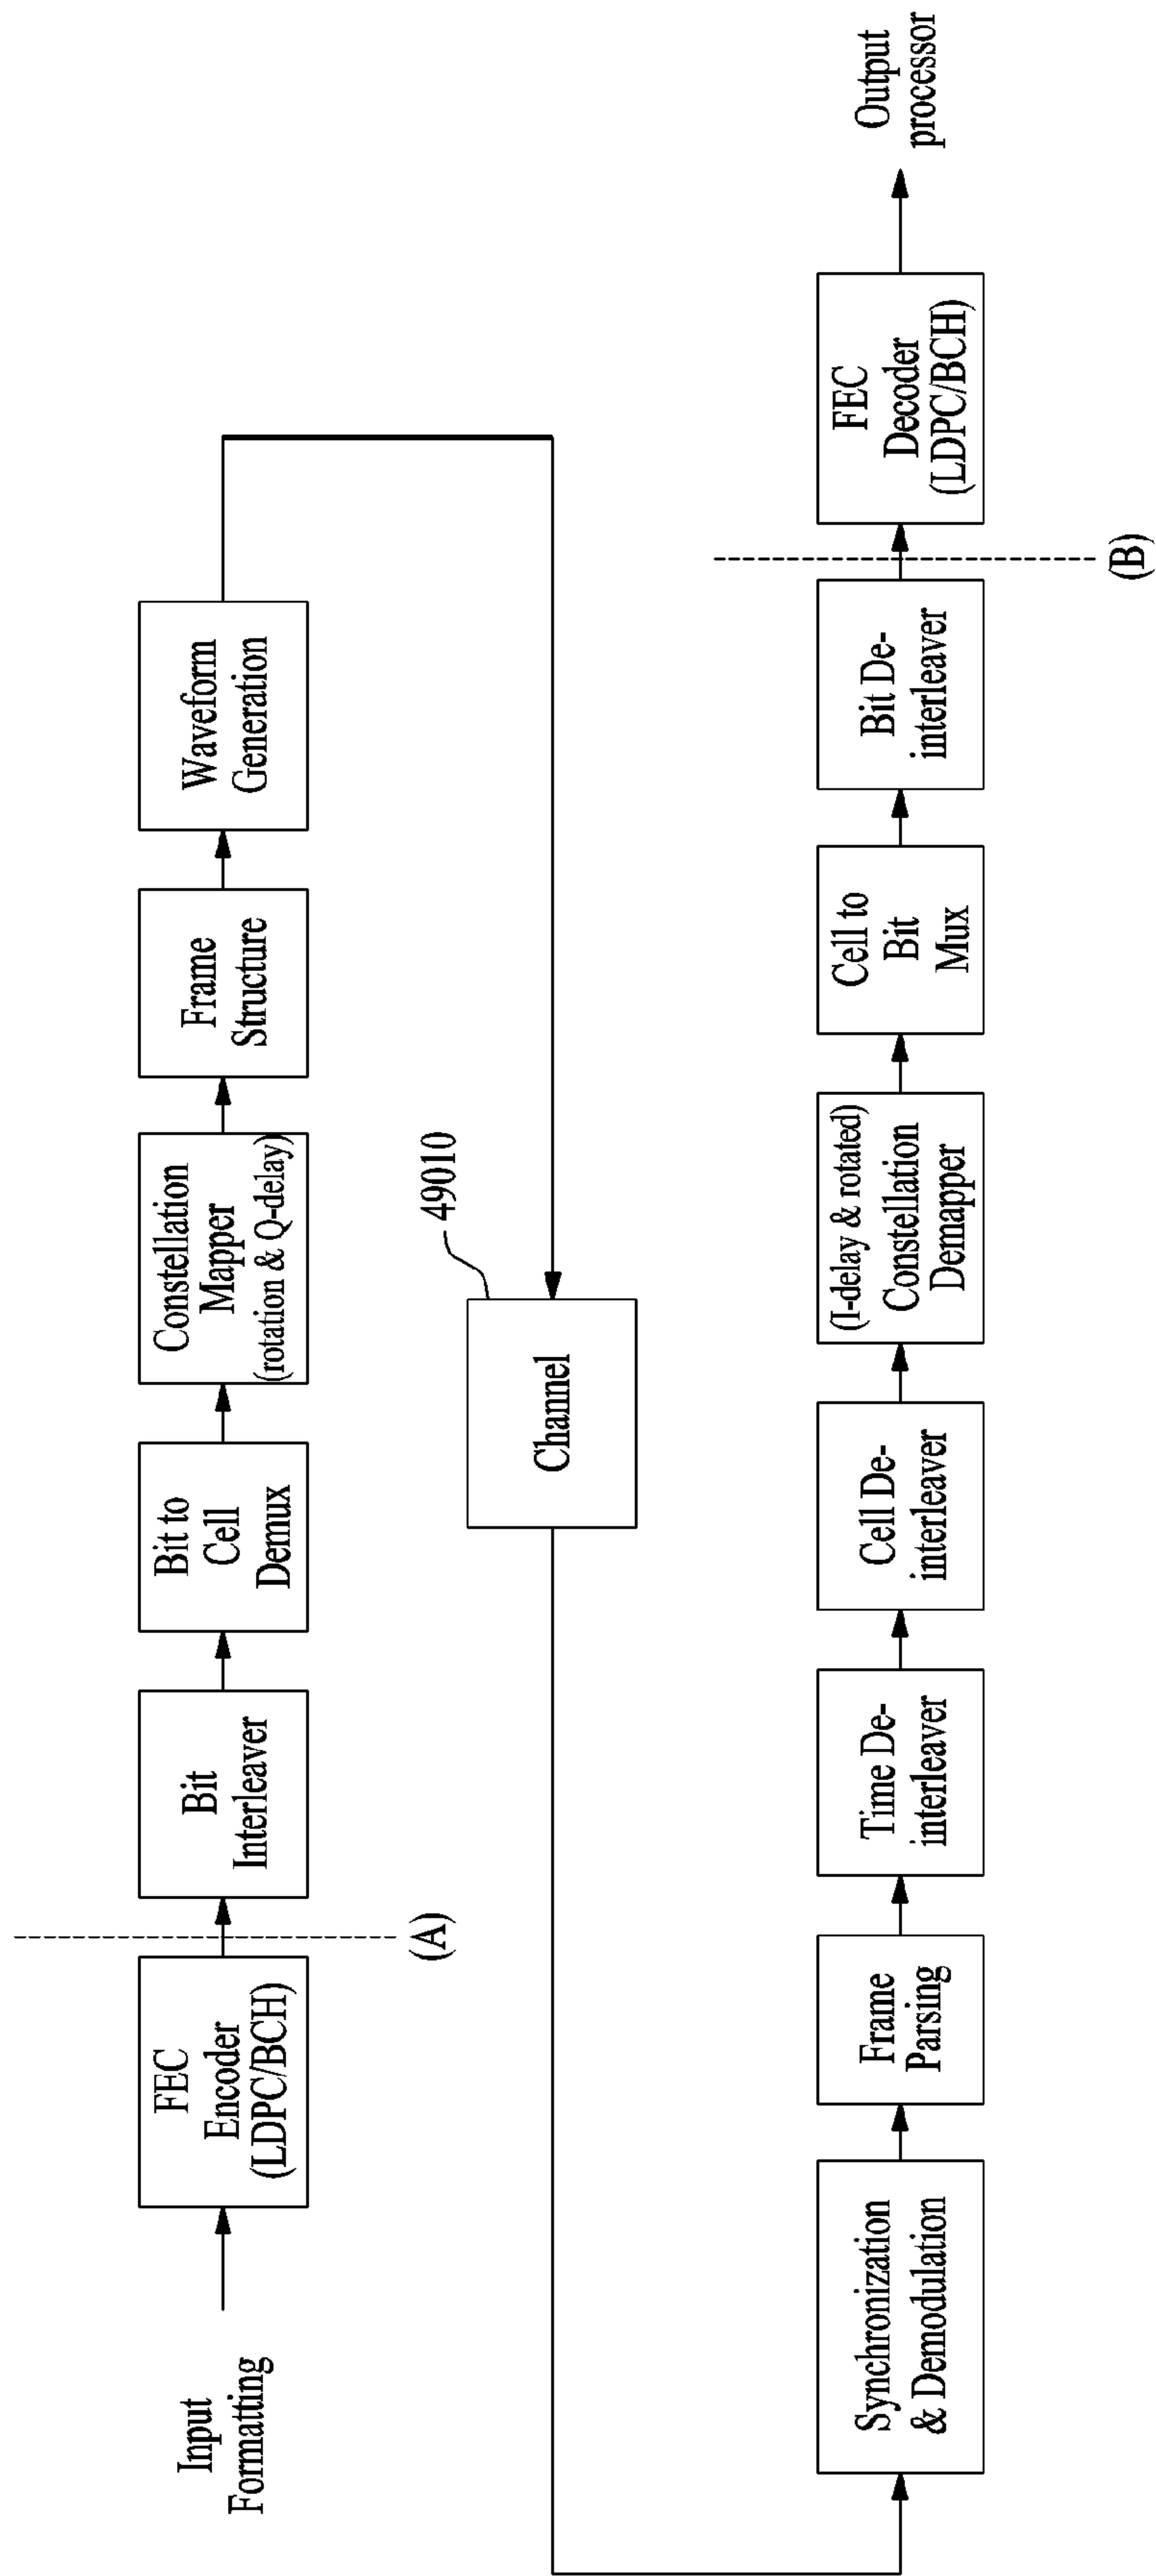 Input
Formatting
FEC
Encoder
(LDPC/BCH)
(A)
Bit
Interleaver
Bit to
Cell
Demux
Constellation
Mapper
(rotation & Q-delay)
Frame
Structure
Waveform
Generation
49010
Channel
Synchronization
& Demodulation
Frame
Parsing
Time De-
interleaver
Cell De-
interleaver
(I-delay & rotated)
Constellation
Demapper
Cell to
Bit
Mux
Bit De-
interleaver
(B)
FEC
Decoder
(LDPC/BCH)
Output
processor